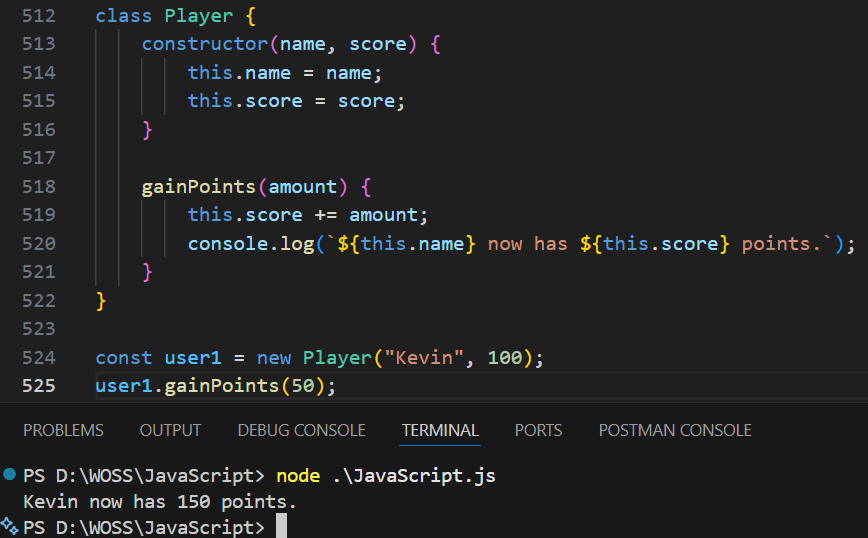 512 class Player {
513     constructor(name, score) {
514         this.name = name;
515         this.score = score;
516     }
517
518     gainPoints(amount) {
519         this.score += amount;
520         console.log(`${this.name} now has ${this.score} points.`);
521     }
522 }
523
524 const user1 = new Player("Kevin", 100);
525 user1.gainPoints(50);
PROBLEMS OUTPUT DEBUG CONSOLE TERMINAL PORTS POSTMAN CONSOLE
PS D:\WOSS\JavaScript> node .\JavaScript.js
Kevin now has 150 points.
PS D:\WOSS\JavaScript>